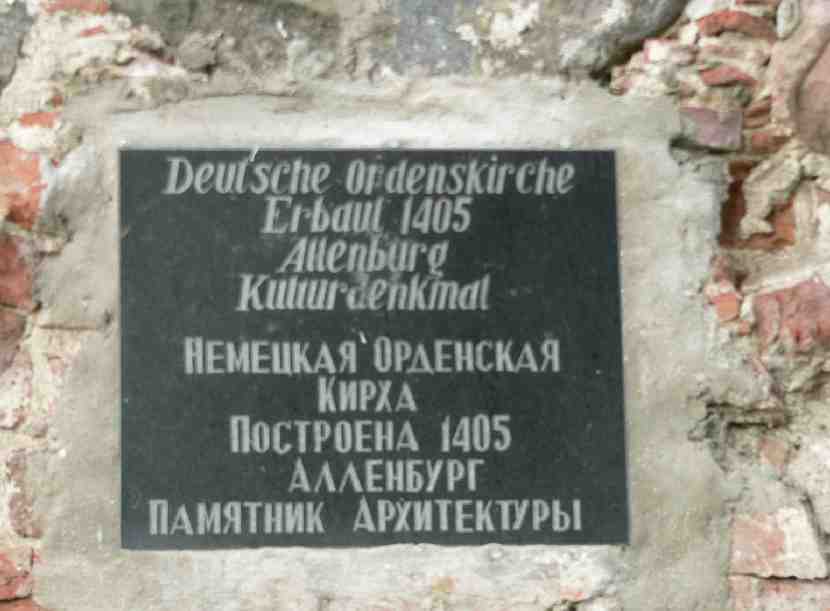 Deutsche Ordenskirche
Erbaut 1405
Allenburg
Kulturdenkmal
НЕМЕЦКАЯ ОРДЕНСКАЯ
КИРХА
ПОСТРОЕНА 1405
АЛЛЕНБУРГ
ПАМЯТНИК АРХИТЕКТУРЫ